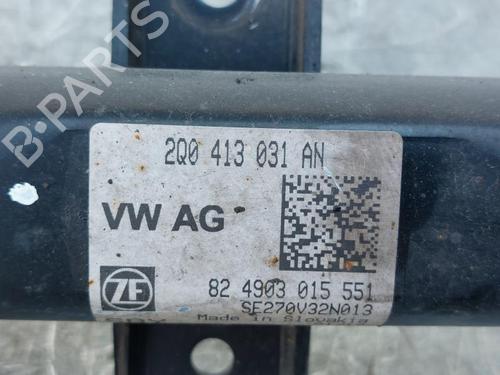 B-PARTS
2Q0 413 031 AN
VW AG
ZF
82 4903 015 551
SE270V32N013
Made in Slovakia